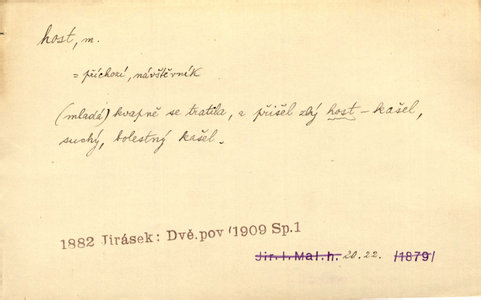 host, m.
= příchozí, návštěvník
(mladá) kvapně se tratila, a přišel zlý host – kašel,
suchý, bolestný kašel.
1882 Jirásek: Dvě.pov /1909 Sp.1
Jir.I.Mal.h. 20.22. /1879/